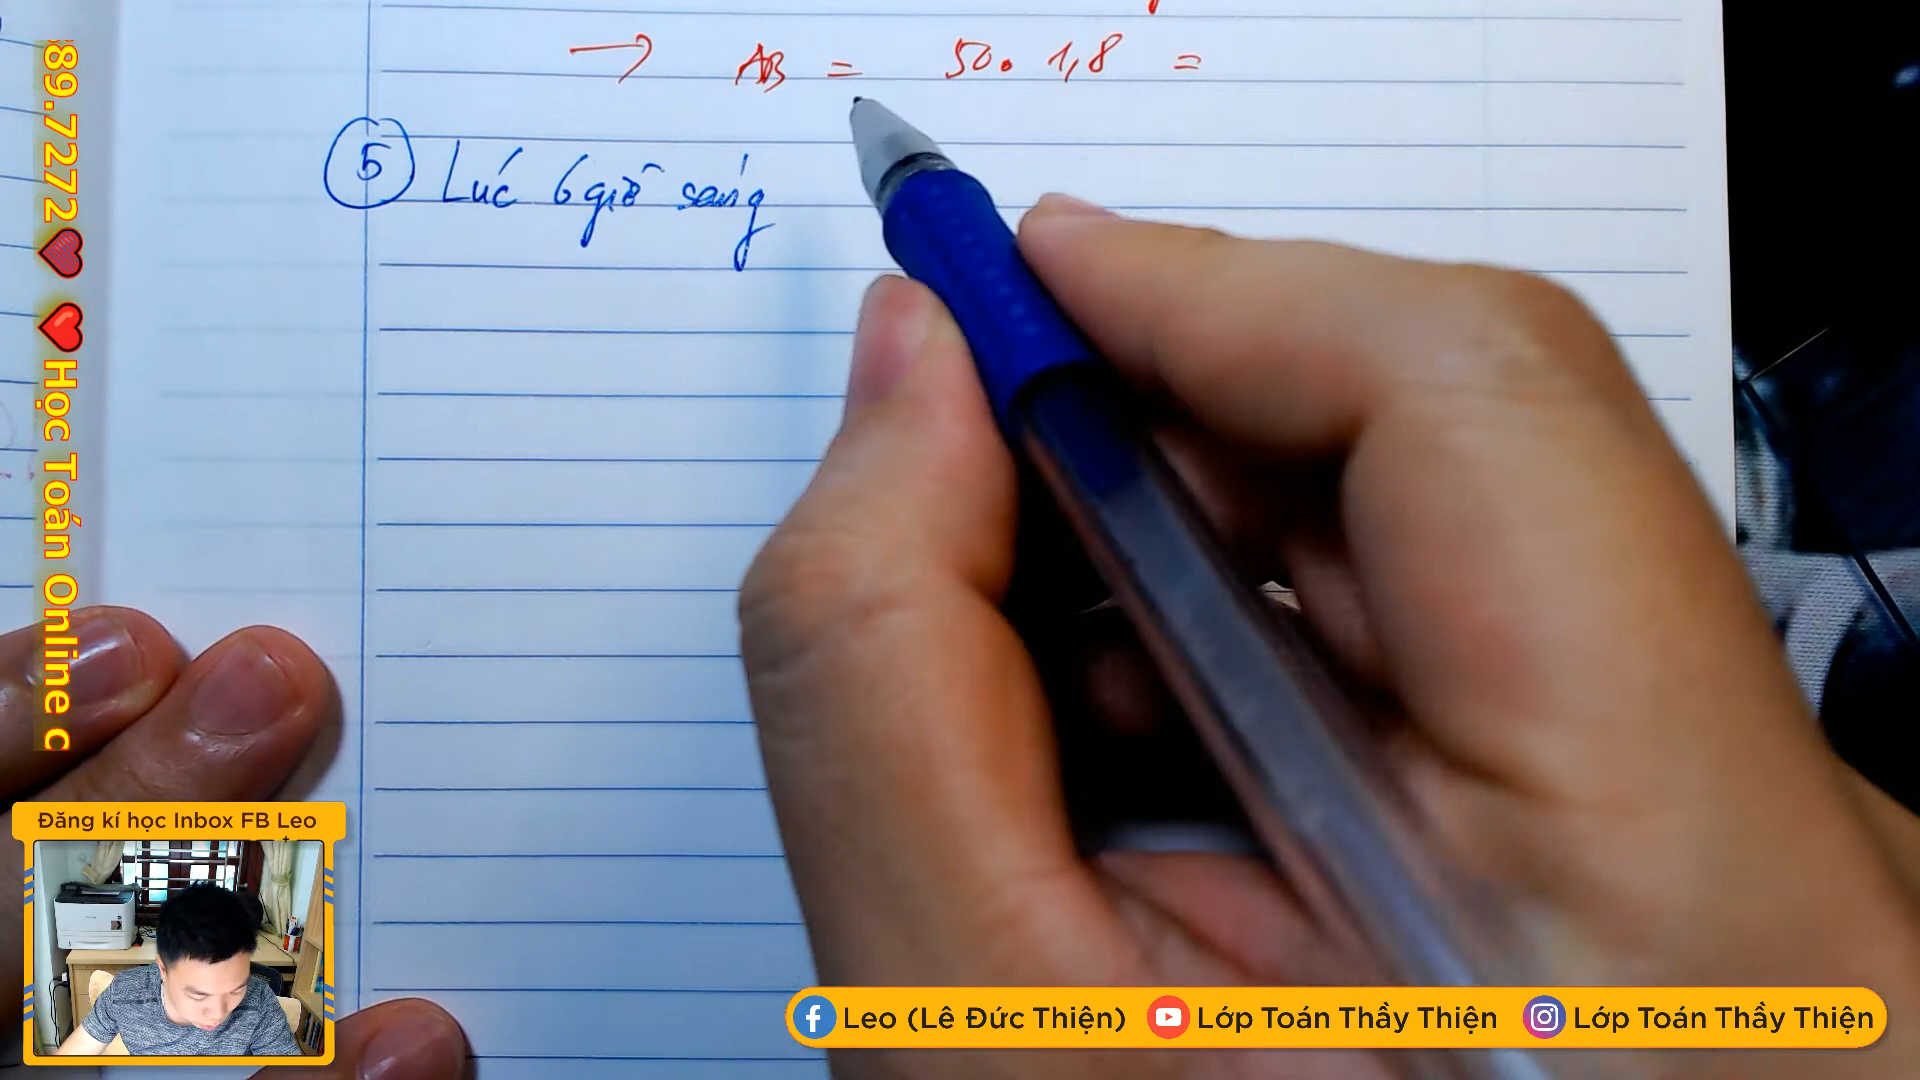 → AB = 50. 1,8 =
5 Lúc 6 giờ sáng
89.7272 ❤ ❤Học Toán Online c
Đăng kí học Inbox FB Leo
Leo (Lê Đức Thiện) Lớp Toán Thầy Thiện Lớp Toán Thầy Thiện